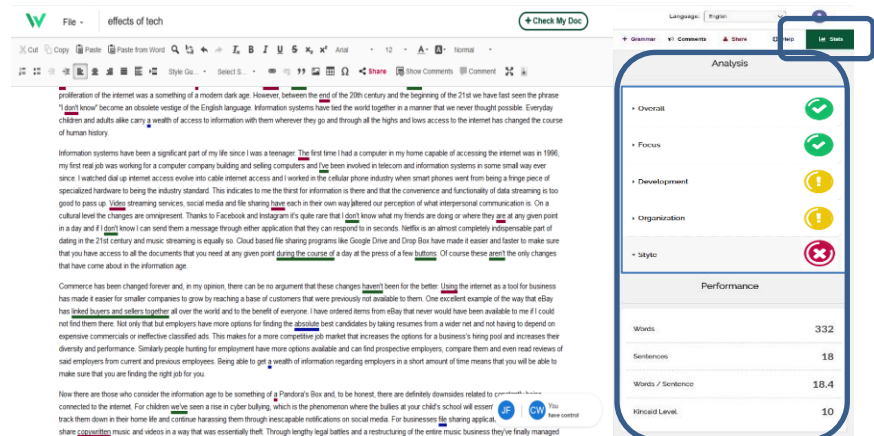 W File effects of tech + Check My Doc
Language: English
Cut Copy Paste Paste from Word I B I U S x, x² Arial 12 A A Normal
+ Grammar Comments Share Help Stats
Style Gu... Select S... Share Show Comments Comment
Analysis
proliferation of the internet was a something of a modern dark age. However, between the end of the 20th century and the beginning of the 21st we have fast seen the phrase
"I don't know" become an obsolete vestige of the English language. Information systems have tied the world together in a manner that we never thought possible. Everyday
children and adults alike carry a wealth of access to information with them wherever they go and through all the highs and lows access to the internet has changed the course
of human history.
Information systems have been a significant part of my life since I was a teenager. The first time I had a computer in my home capable of accessing the internet was in 1996,
my first real job was working for a computer company building and selling computers and I've been involved in telecom and information systems in some small way ever
since. I watched dial up internet access evolve into cable internet access and I worked in the cellular phone industry when smart phones went from being a fringe piece of
specialized hardware to being the industry standard. This indicates to me the thirst for information is there and that the convenience and functionality of data streaming is too
good to pass up. Video streaming services, social media and file sharing have each in their own way altered our perception of what interpersonal communication is. On a
cultural level the changes are omnipresent. Thanks to Facebook and Instagram it's quite rare that I don't know what my friends are doing or where they are at any given point
in a day and if I don't know I can send them a message through either application that they can respond to in seconds. Netflix is an almost completely indispensable part of
dating in the 21st century and music streaming is equally so. Cloud based file sharing programs like Google Drive and Drop Box have made it easier and faster to make sure
that you have access to all the documents that you need at any given point during the course of a day at the press of a few buttons. Of course these aren't the only changes
that have come about in the information age.
Commerce has been changed forever and, in my opinion, there can be no argument that these changes haven't been for the better. Using the internet as a tool for business
has made it easier for smaller companies to grow by reaching a base of customers that were previously not available to them. One excellent example of the way that eBay
has linked buyers and sellers together all over the world and to the benefit of everyone. I have ordered items from eBay that never would have been available to me if I could
not find them there. Not only that but employers have more options for finding the absolute best candidates by taking resumes from a wider net and not having to depend on
expensive commercials or ineffective classified ads. This makes for a more competitive job market that increases the options for a business's hiring pool and increases their
diversity and performance. Similarly people hunting for employment have more options available and can find prospective employers, compare them and even read reviews of
said employers from current and previous employees. Being able to get a wealth of information regarding employers in a short amount of time means that you will be able to
make sure that you are finding the right job for you.
Now there are those who consider the information age to be something of a Pandora's Box and, to be honest, there are definitely downsides related to constantly being
connected to the internet. For children we've seen a rise in cyber bullying, which is the phenomenon where the bullies at your child's school will essen
track them down in their home life and continue harassing them through inescapable notifications on social media. For businesses file sharing applicat
share copywritten music and videos in a way that was essentially theft. Through lengthy legal battles and a restructuring of the entire music business they've finally managed
JF CW You
have control
Overall
Focus
Development
Organization
Style
Performance
Words 332
Sentences 18
Words / Sentence 18.4
Kincaid Level 10